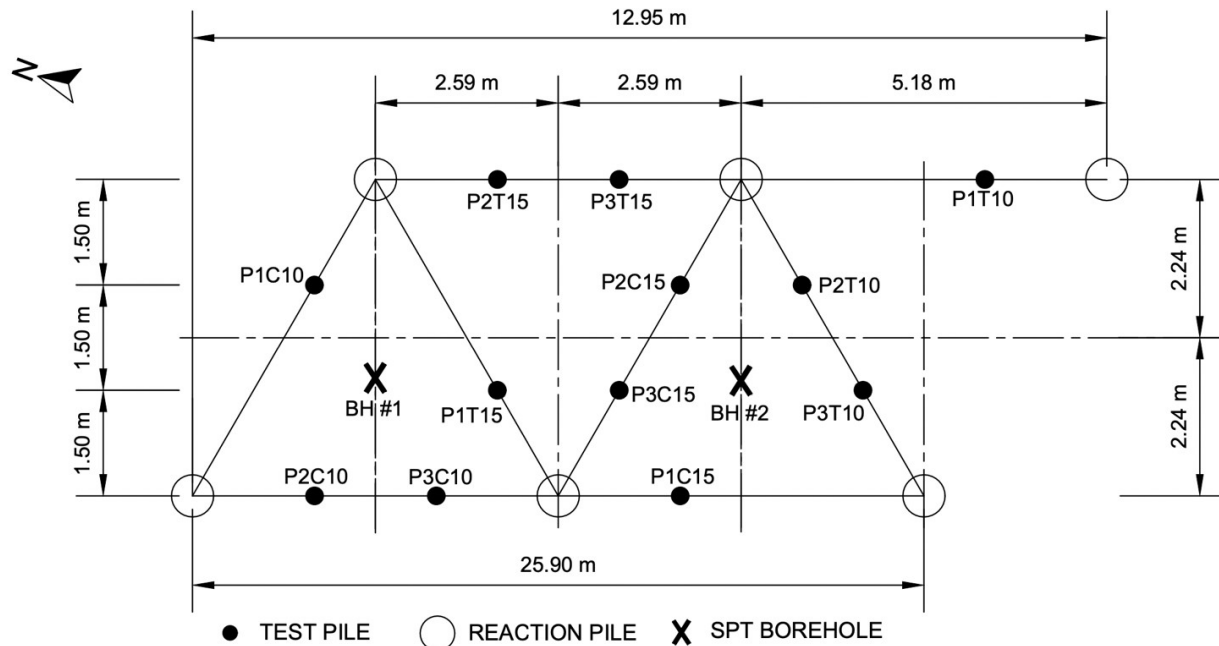 12.95 m
N
2.59 m
2.59 m
5.18 m
P2T15
P3T15
P1T10
1.50 m
1.50 m
1.50 m
P1C10
P2C15
P2T10
2.24 m
2.24 m
BH #1
P1T15
P3C15
BH #2
P3T10
P2C10
P3C10
P1C15
25.90 m
TEST PILE
REACTION PILE
SPT BOREHOLE